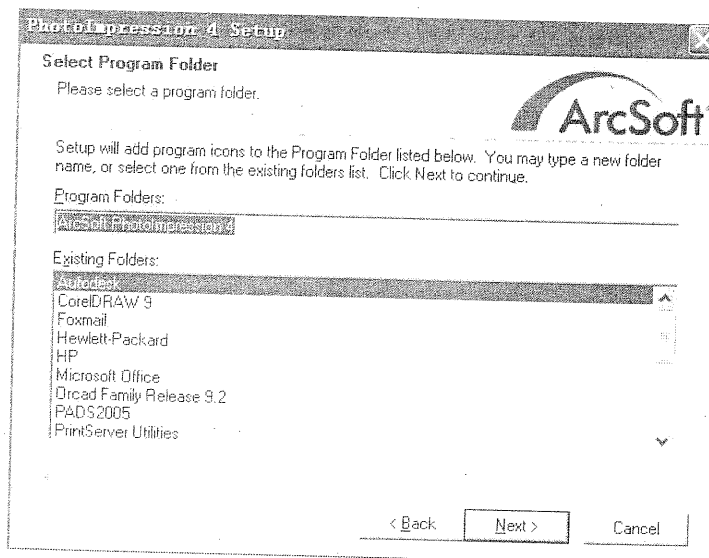 PhotoImpression 4 Setup
Select Program Folder
Please select a program folder.
ArcSoft
Setup will add program icons to the Program Folder listed below. You may type a new folder
name, or select one from the existing folders list. Click Next to continue.
Program Folders:
ArcSoft PhotoImpression 4
Existing Folders:
Autodesk
CorelDRAW 9
Foxmail
Hewlett-Packard
HP
Microsoft Office
Orcad Family Release 9.2
PADS2005
PrintServer Utilities
< Back
Next >
Cancel